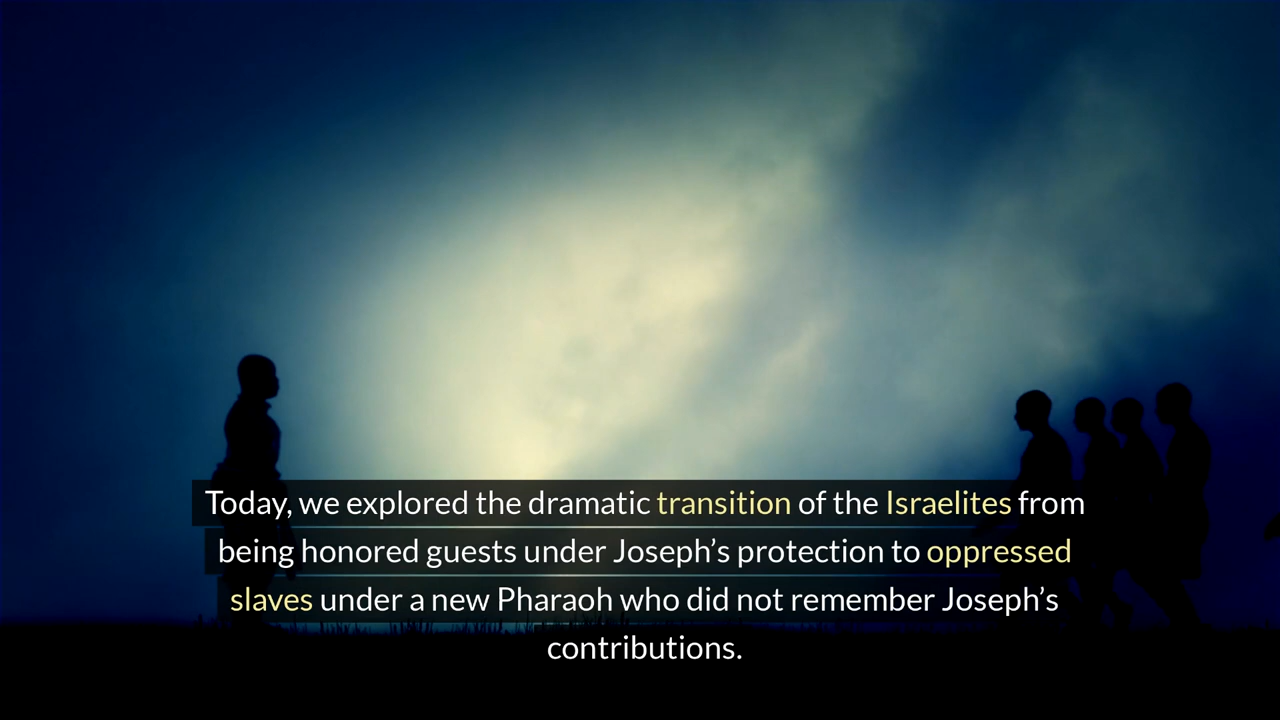 Today, we explored the dramatic transition of the Israelites from
being honored guests under Joseph’s protection to oppressed
slaves under a new Pharaoh who did not remember Joseph’s
contributions.